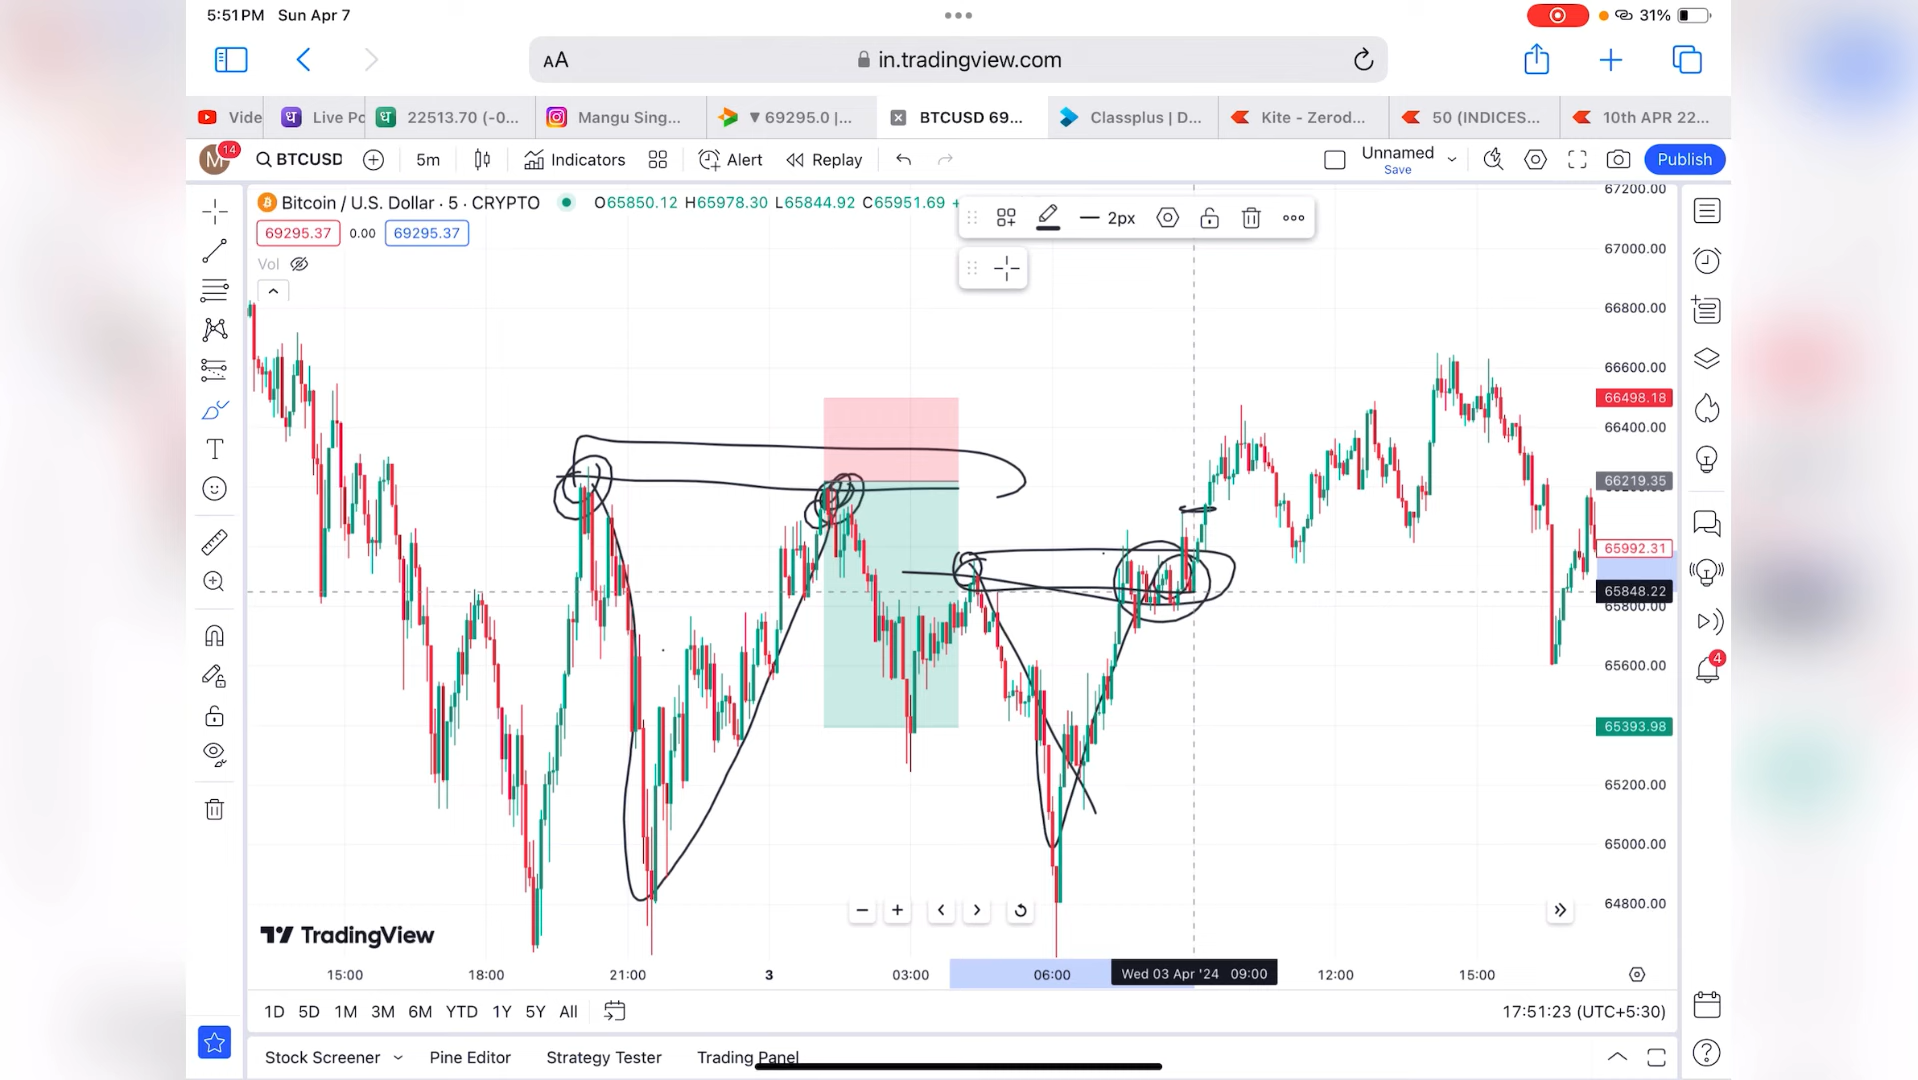 5:51 PM Sun Apr 7
31%
AA
in.tradingview.com
Vide
Live Po
22513.70 (-0...
Mangu Sing...
▼ 69295.0 |...
BTCUSD 69...
Classplus | D...
Kite - Zerod...
50 (INDICES...
10th APR 22...
M
14
BTCUSD
5m
Indicators
Alert
Replay
Unnamed
Save
Publish
Bitcoin / U.S. Dollar · 5 · CRYPTO
O65850.12 H65978.30 L65844.92 C65951.69 +
2px
69295.37
0.00
69295.37
Vol
67200.00
67000.00
66800.00
66600.00
66498.18
66400.00
66219.35
65992.31
65848.22
65800.00
65600.00
65393.98
65200.00
65000.00
64800.00
T
4
TradingView
15:00
18:00
21:00
3
03:00
06:00
Wed 03 Apr '24 09:00
12:00
15:00
1D
5D
1M
3M
6M
YTD
1Y
5Y
All
17:51:23 (UTC+5:30)
Stock Screener
Pine Editor
Strategy Tester
Trading Panel